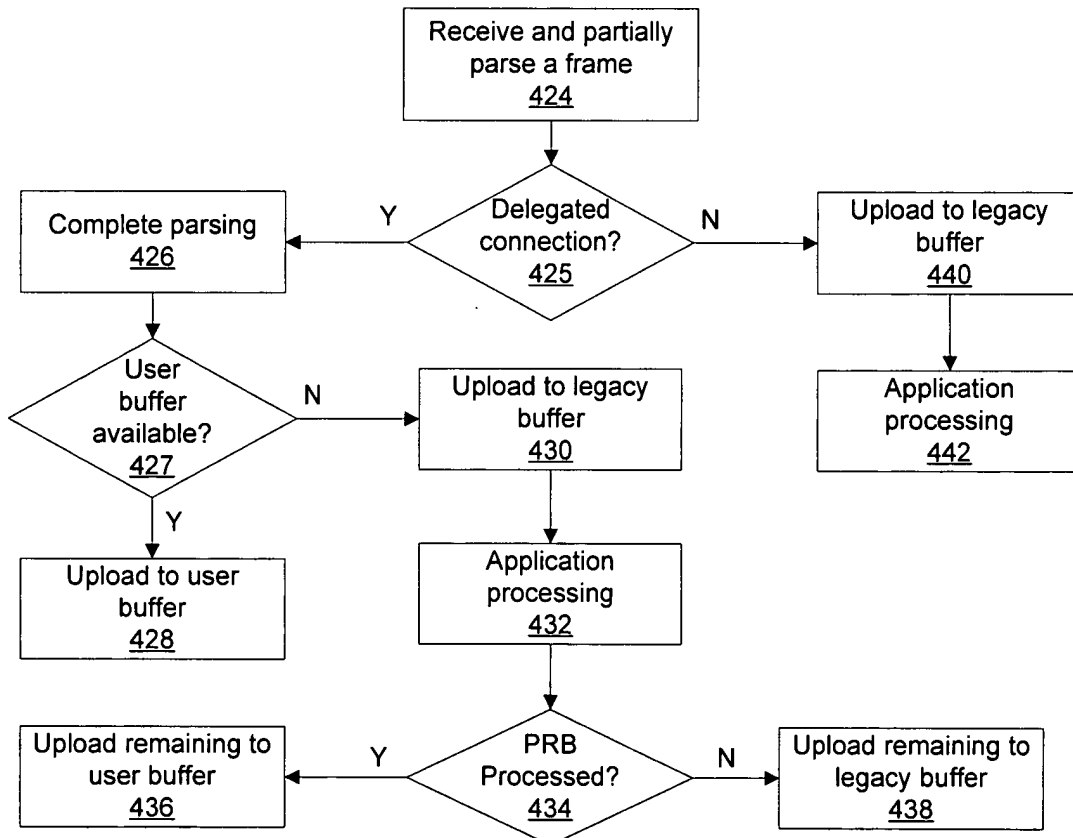 Receive and partially
parse a frame
424
Delegated
connection?
425
Y
N
Complete parsing
426
Upload to legacy
buffer
440
User
buffer
available?
427
N
Y
Upload to legacy
buffer
430
Application
processing
442
Upload to user
buffer
428
Application
processing
432
PRB
Processed?
434
Y
N
Upload remaining to
user buffer
436
Upload remaining to
legacy buffer
438